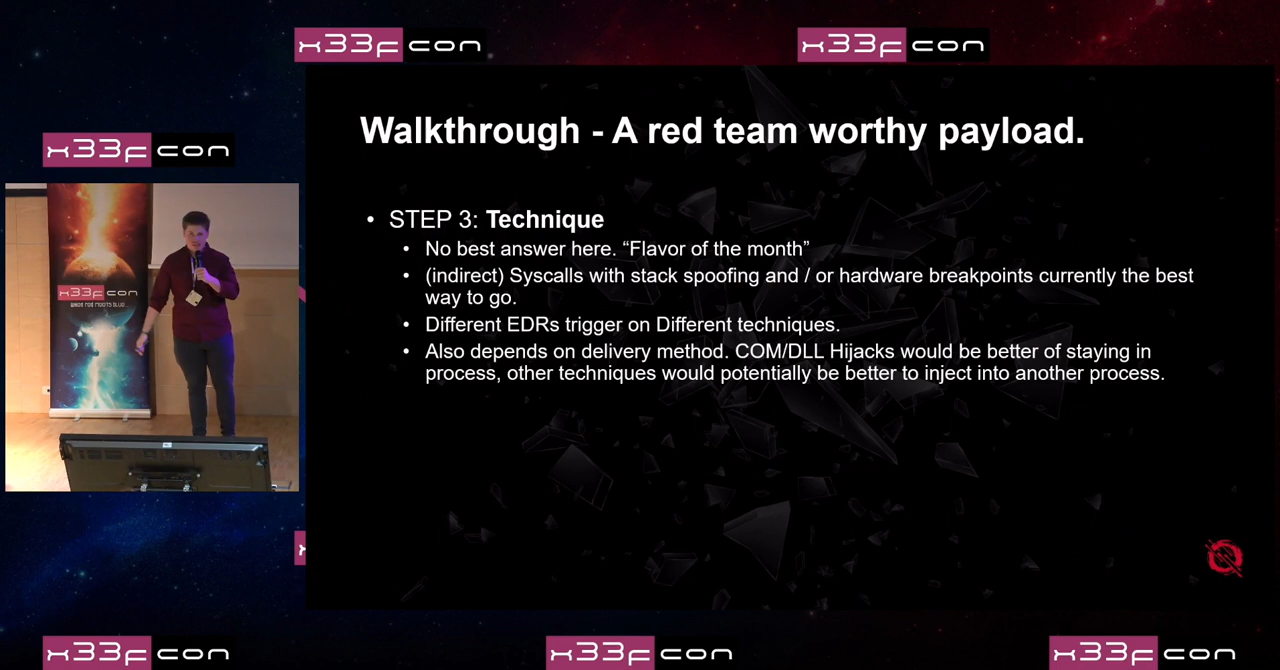 x33fcon
x33fcon
x33fcon
Walkthrough - A red team worthy payload.
• STEP 3: Technique
• No best answer here. “Flavor of the month”
• (indirect) Syscalls with stack spoofing and / or hardware breakpoints currently the best
way to go.
• Different EDRs trigger on Different techniques.
• Also depends on delivery method. COM/DLL Hijacks would be better of staying in
process, other techniques would potentially be better to inject into another process.
x33fcon
x33fcon
x33fcon
x33fcon